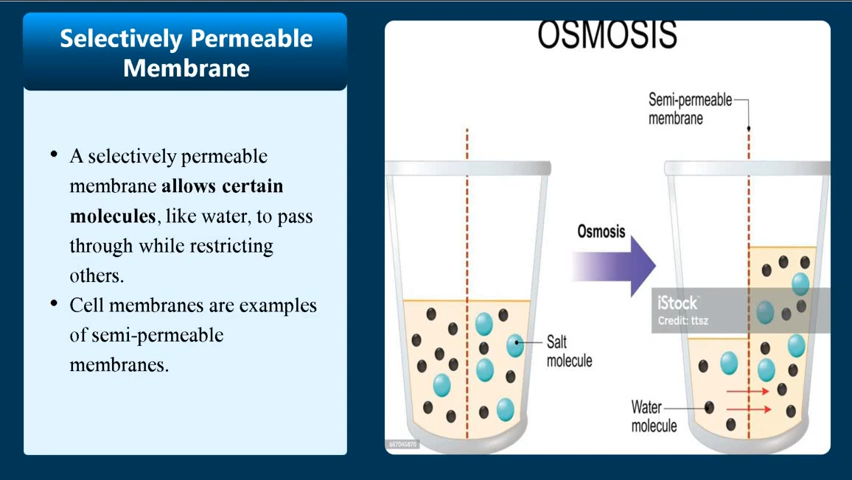 Selectively Permeable
Membrane
• A selectively permeable
membrane allows certain
molecules, like water, to pass
through while restricting
others.
• Cell membranes are examples
of semi-permeable
membranes.
OSMOSIS
Semi-permeable
membrane
Osmosis
iStock
Credit: ttsz
Salt
molecule
Water
molecule